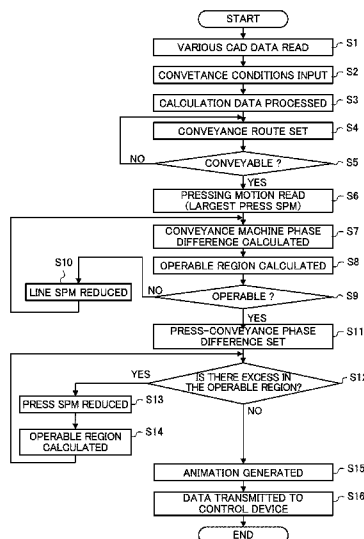 START
VARIOUS CAD DATA READ
S1
CONVETANCE CONDITIONS INPUT
S2
CALCULATION DATA PROCESSED
S3
CONVEYANCE ROUTE SET
S4
NO
CONVEYABLE ?
S5
YES
PRESSING MOTION READ
(LARGEST PRESS SPM)
S6
CONVEYANCE MACHINE PHASE
DIFFERENCE CALCULATED
S7
OPERABLE REGION CALCULATED
S8
S10
LINE SPM REDUCED
NO
OPERABLE ?
S9
YES
PRESS-CONVEYANCE PHASE
DIFFERENCE SET
S11
YES
IS THERE EXCESS IN
THE OPERABLE REGION?
S12
PRESS SPM REDUCED
S13
NO
OPERABLE REGION
CALCULATED
S14
ANIMATION GENERATED
S15
DATA TRANSMITTED TO
CONTROL DEVICE
S16
END